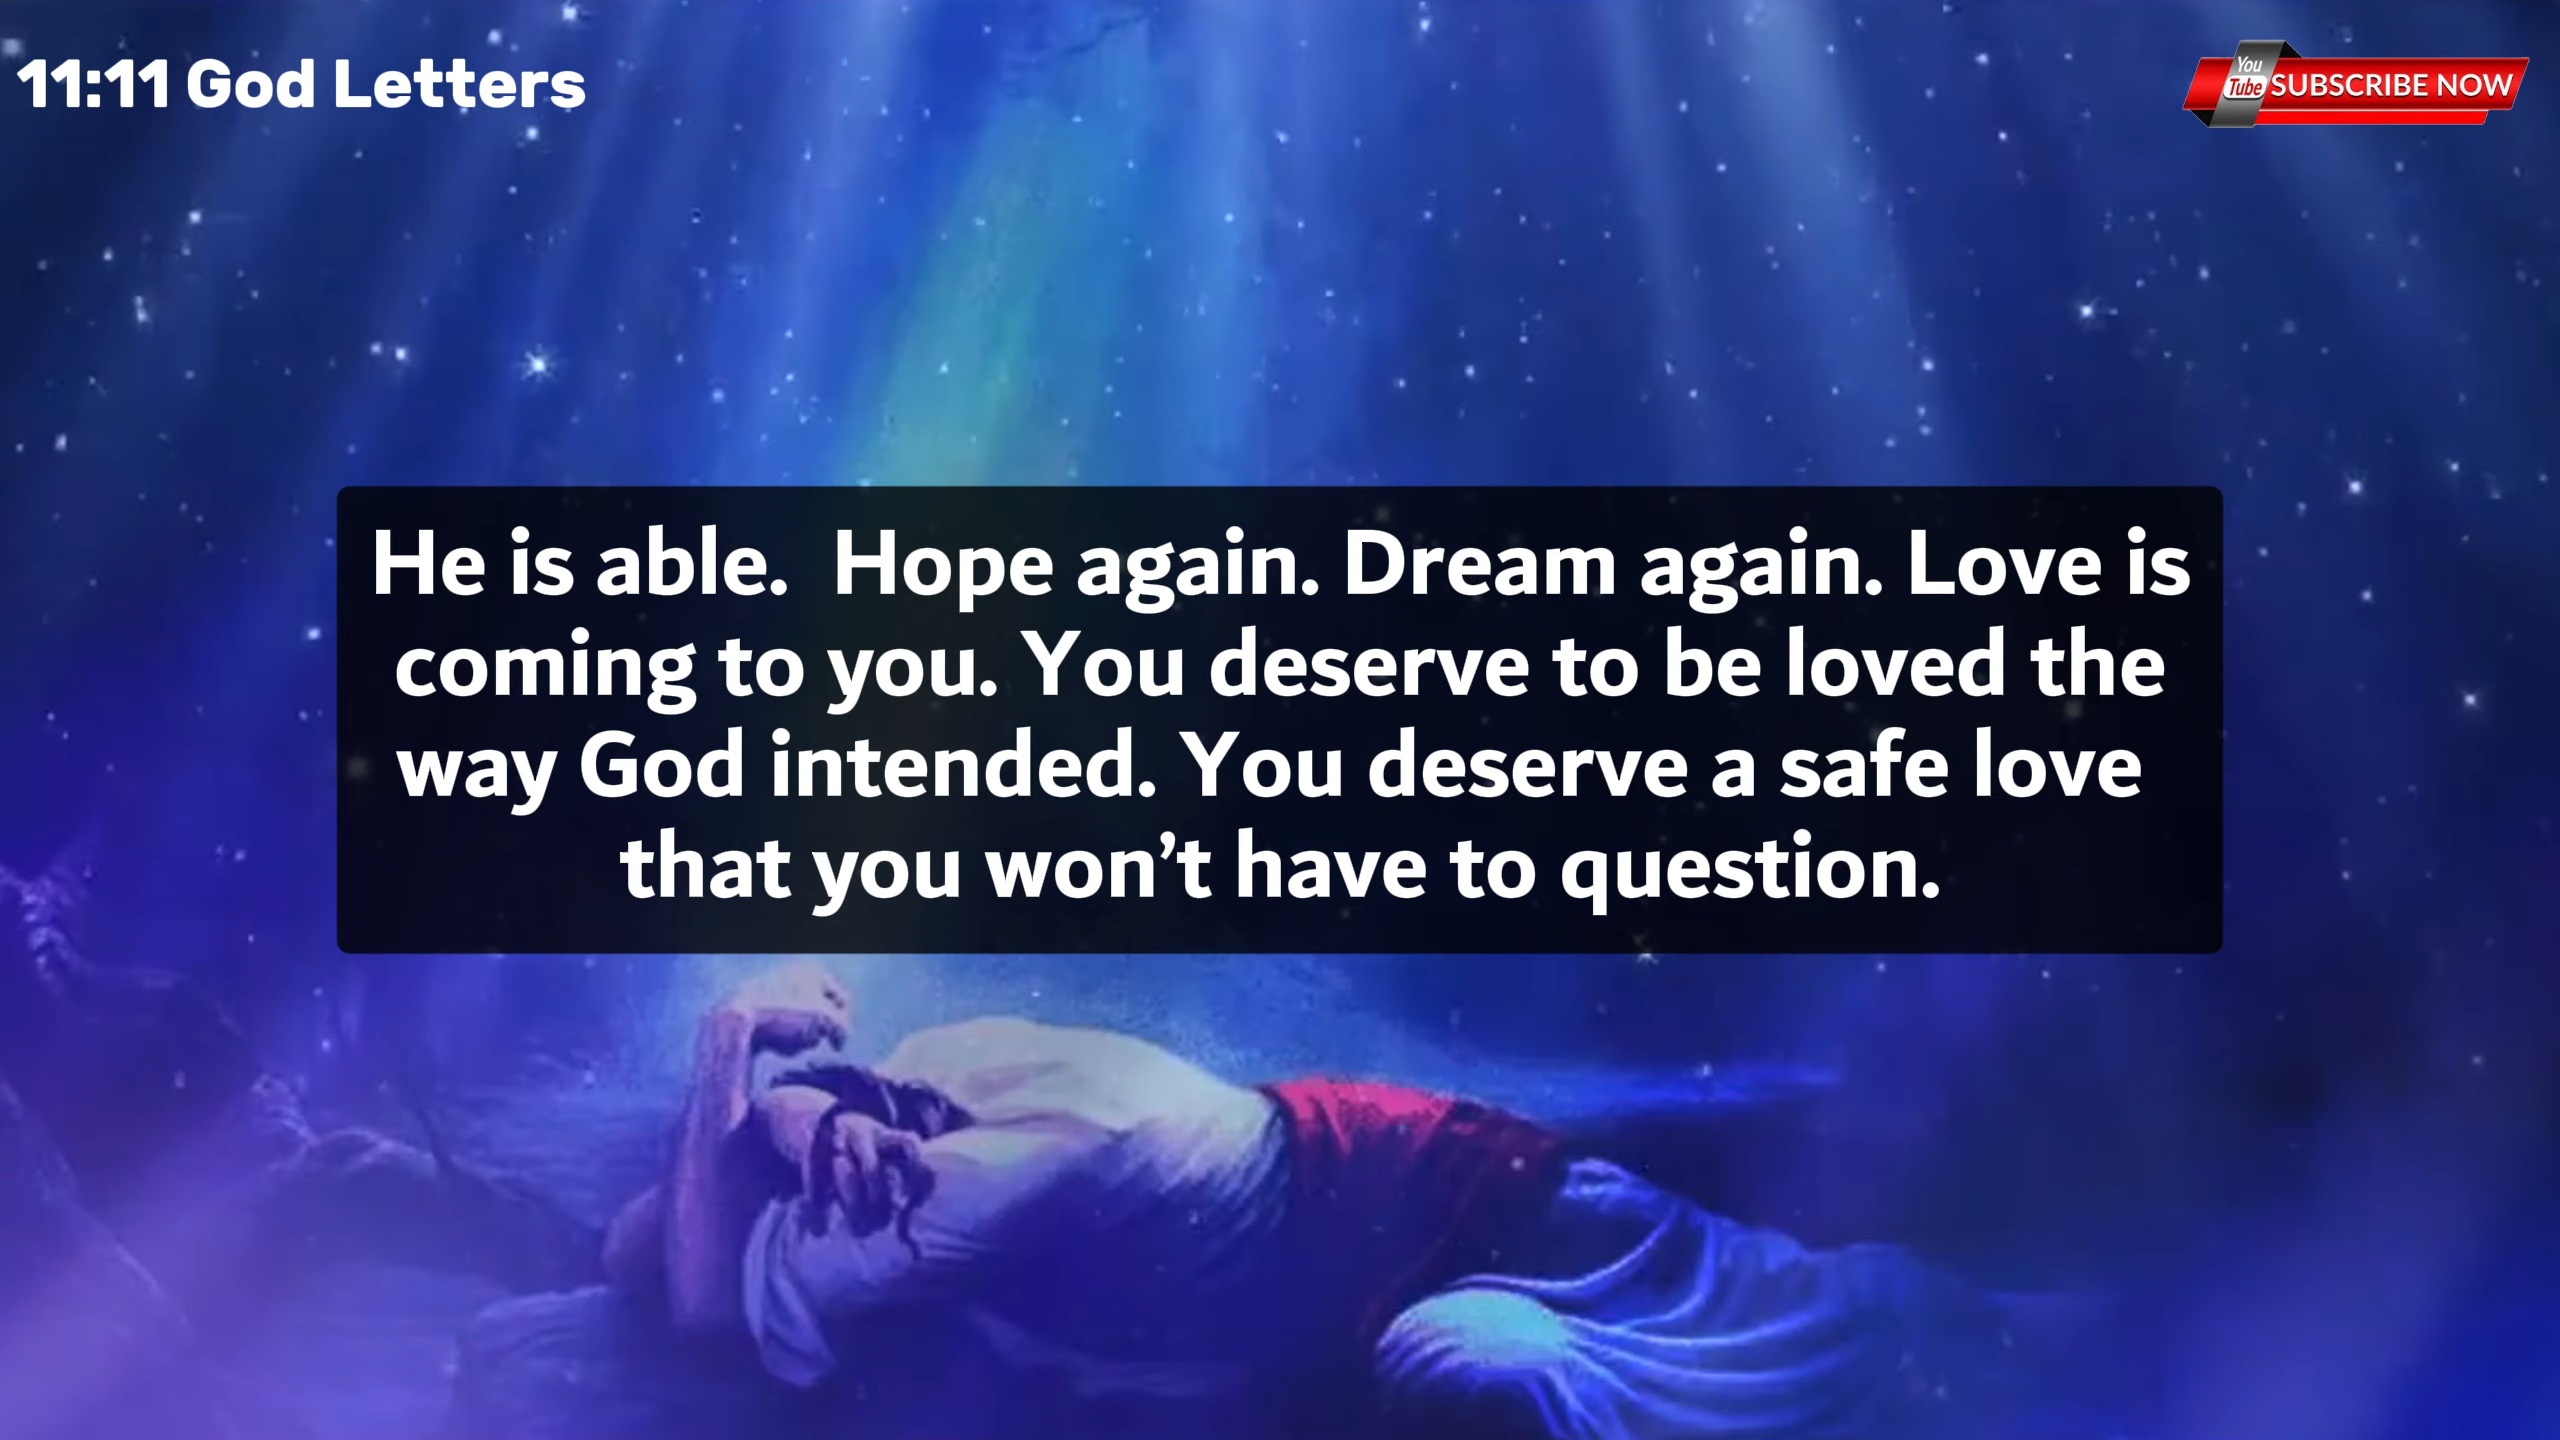 11:11 God Letters
You
Tube
SUBSCRIBE NOW
He is able.  Hope again. Dream again. Love is
coming to you. You deserve to be loved the
way God intended. You deserve a safe love
that you won’t have to question.